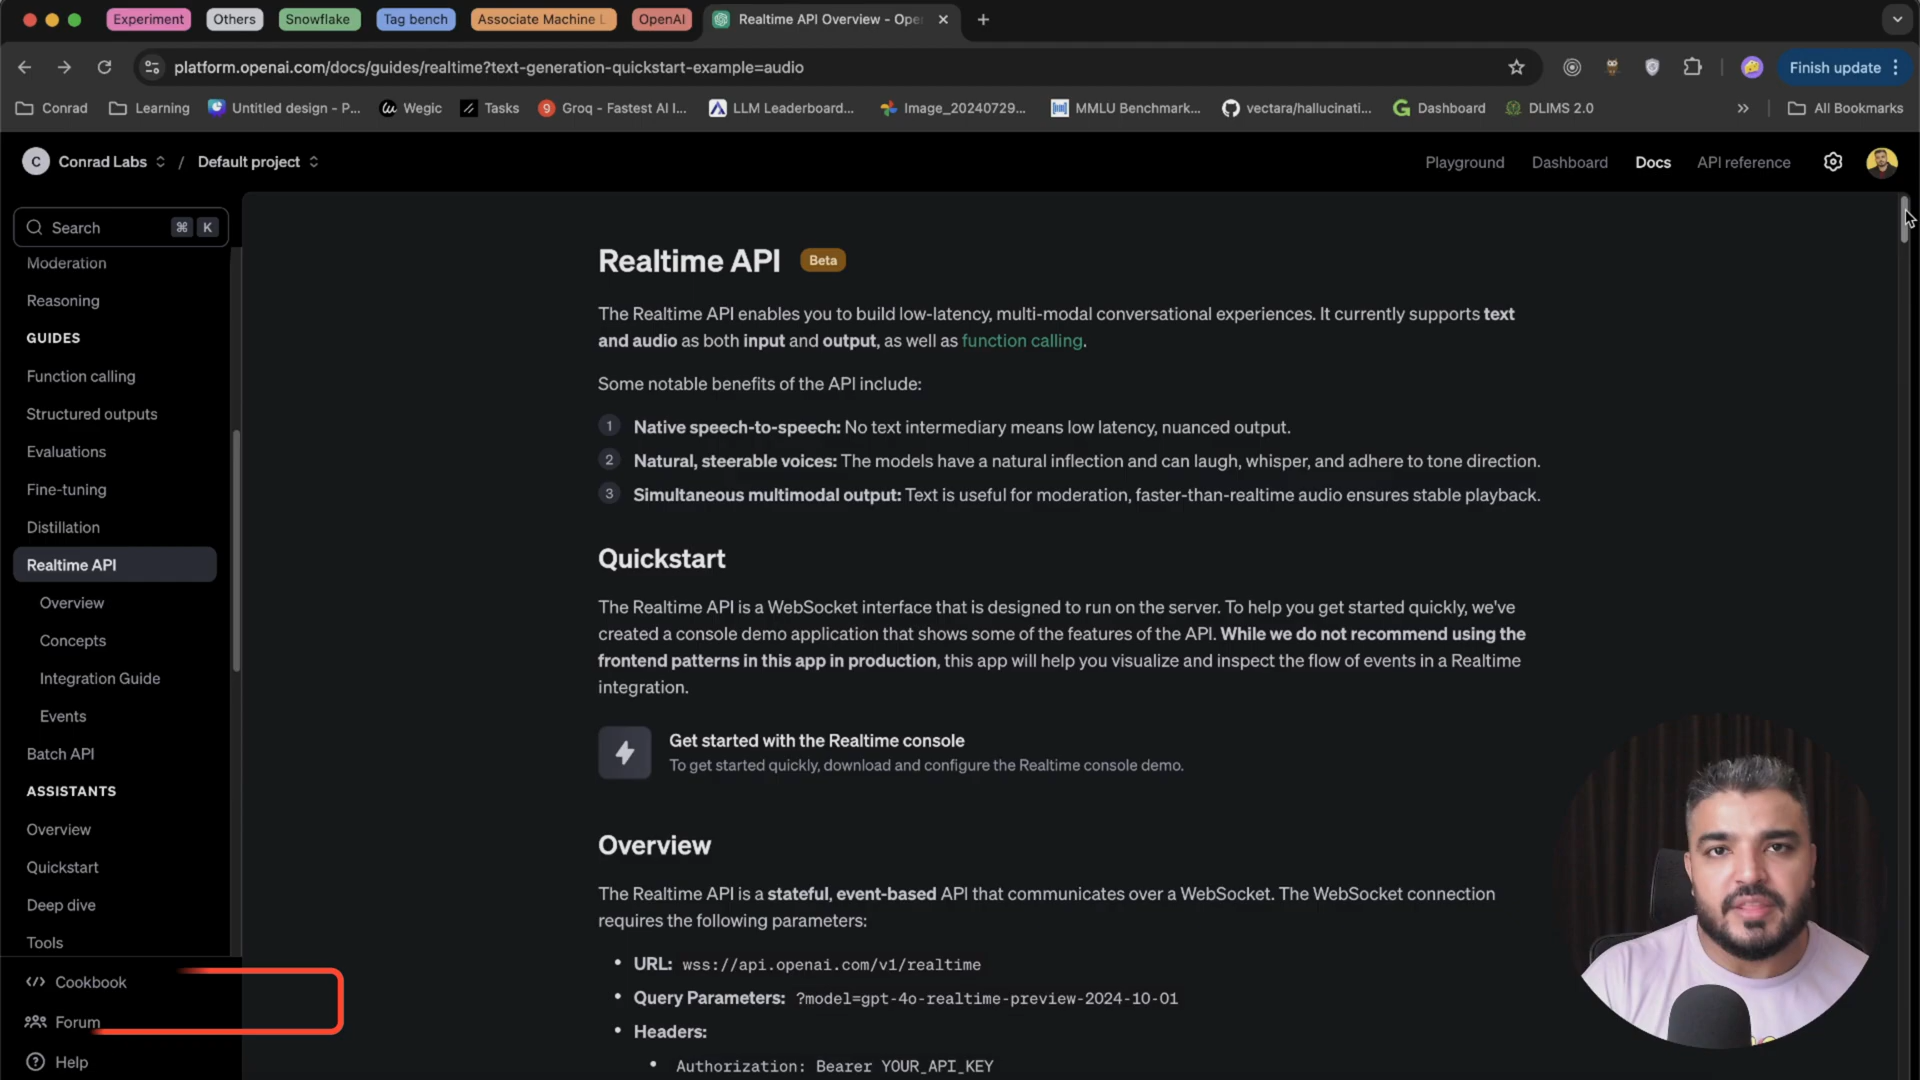 Experiment
Others
Snowflake
Tag bench
Associate Machine L
OpenAI
Realtime API Overview - Ope
platform.openai.com/docs/guides/realtime?text-generation-quickstart-example=audio
Finish update
Conrad
Learning
Untitled design - P...
Wegic
Tasks
Groq - Fastest AI I...
LLM Leaderboard...
Image_20240729...
MMLU Benchmark...
vectara/hallucinati...
Dashboard
DLIMS 2.0
»
All Bookmarks
C Conrad Labs / Default project
Playground
Dashboard
Docs
API reference
Search ⌘ K
Moderation
Reasoning
GUIDES
Function calling
Structured outputs
Evaluations
Fine-tuning
Distillation
Realtime API
Overview
Concepts
Integration Guide
Events
Batch API
ASSISTANTS
Overview
Quickstart
Deep dive
Tools
Cookbook
Forum
Help
Realtime API Beta
The Realtime API enables you to build low-latency, multi-modal conversational experiences. It currently supports text
and audio as both input and output, as well as function calling.
Some notable benefits of the API include:
1 Native speech-to-speech: No text intermediary means low latency, nuanced output.
2 Natural, steerable voices: The models have a natural inflection and can laugh, whisper, and adhere to tone direction.
3 Simultaneous multimodal output: Text is useful for moderation, faster-than-realtime audio ensures stable playback.
Quickstart
The Realtime API is a WebSocket interface that is designed to run on the server. To help you get started quickly, we've
created a console demo application that shows some of the features of the API. While we do not recommend using the
frontend patterns in this app in production, this app will help you visualize and inspect the flow of events in a Realtime
integration.
Get started with the Realtime console
To get started quickly, download and configure the Realtime console demo.
Overview
The Realtime API is a stateful, event-based API that communicates over a WebSocket. The WebSocket connection
requires the following parameters:
• URL: wss://api.openai.com/v1/realtime
• Query Parameters: ?model=gpt-4o-realtime-preview-2024-10-01
• Headers:
• Authorization: Bearer YOUR_API_KEY